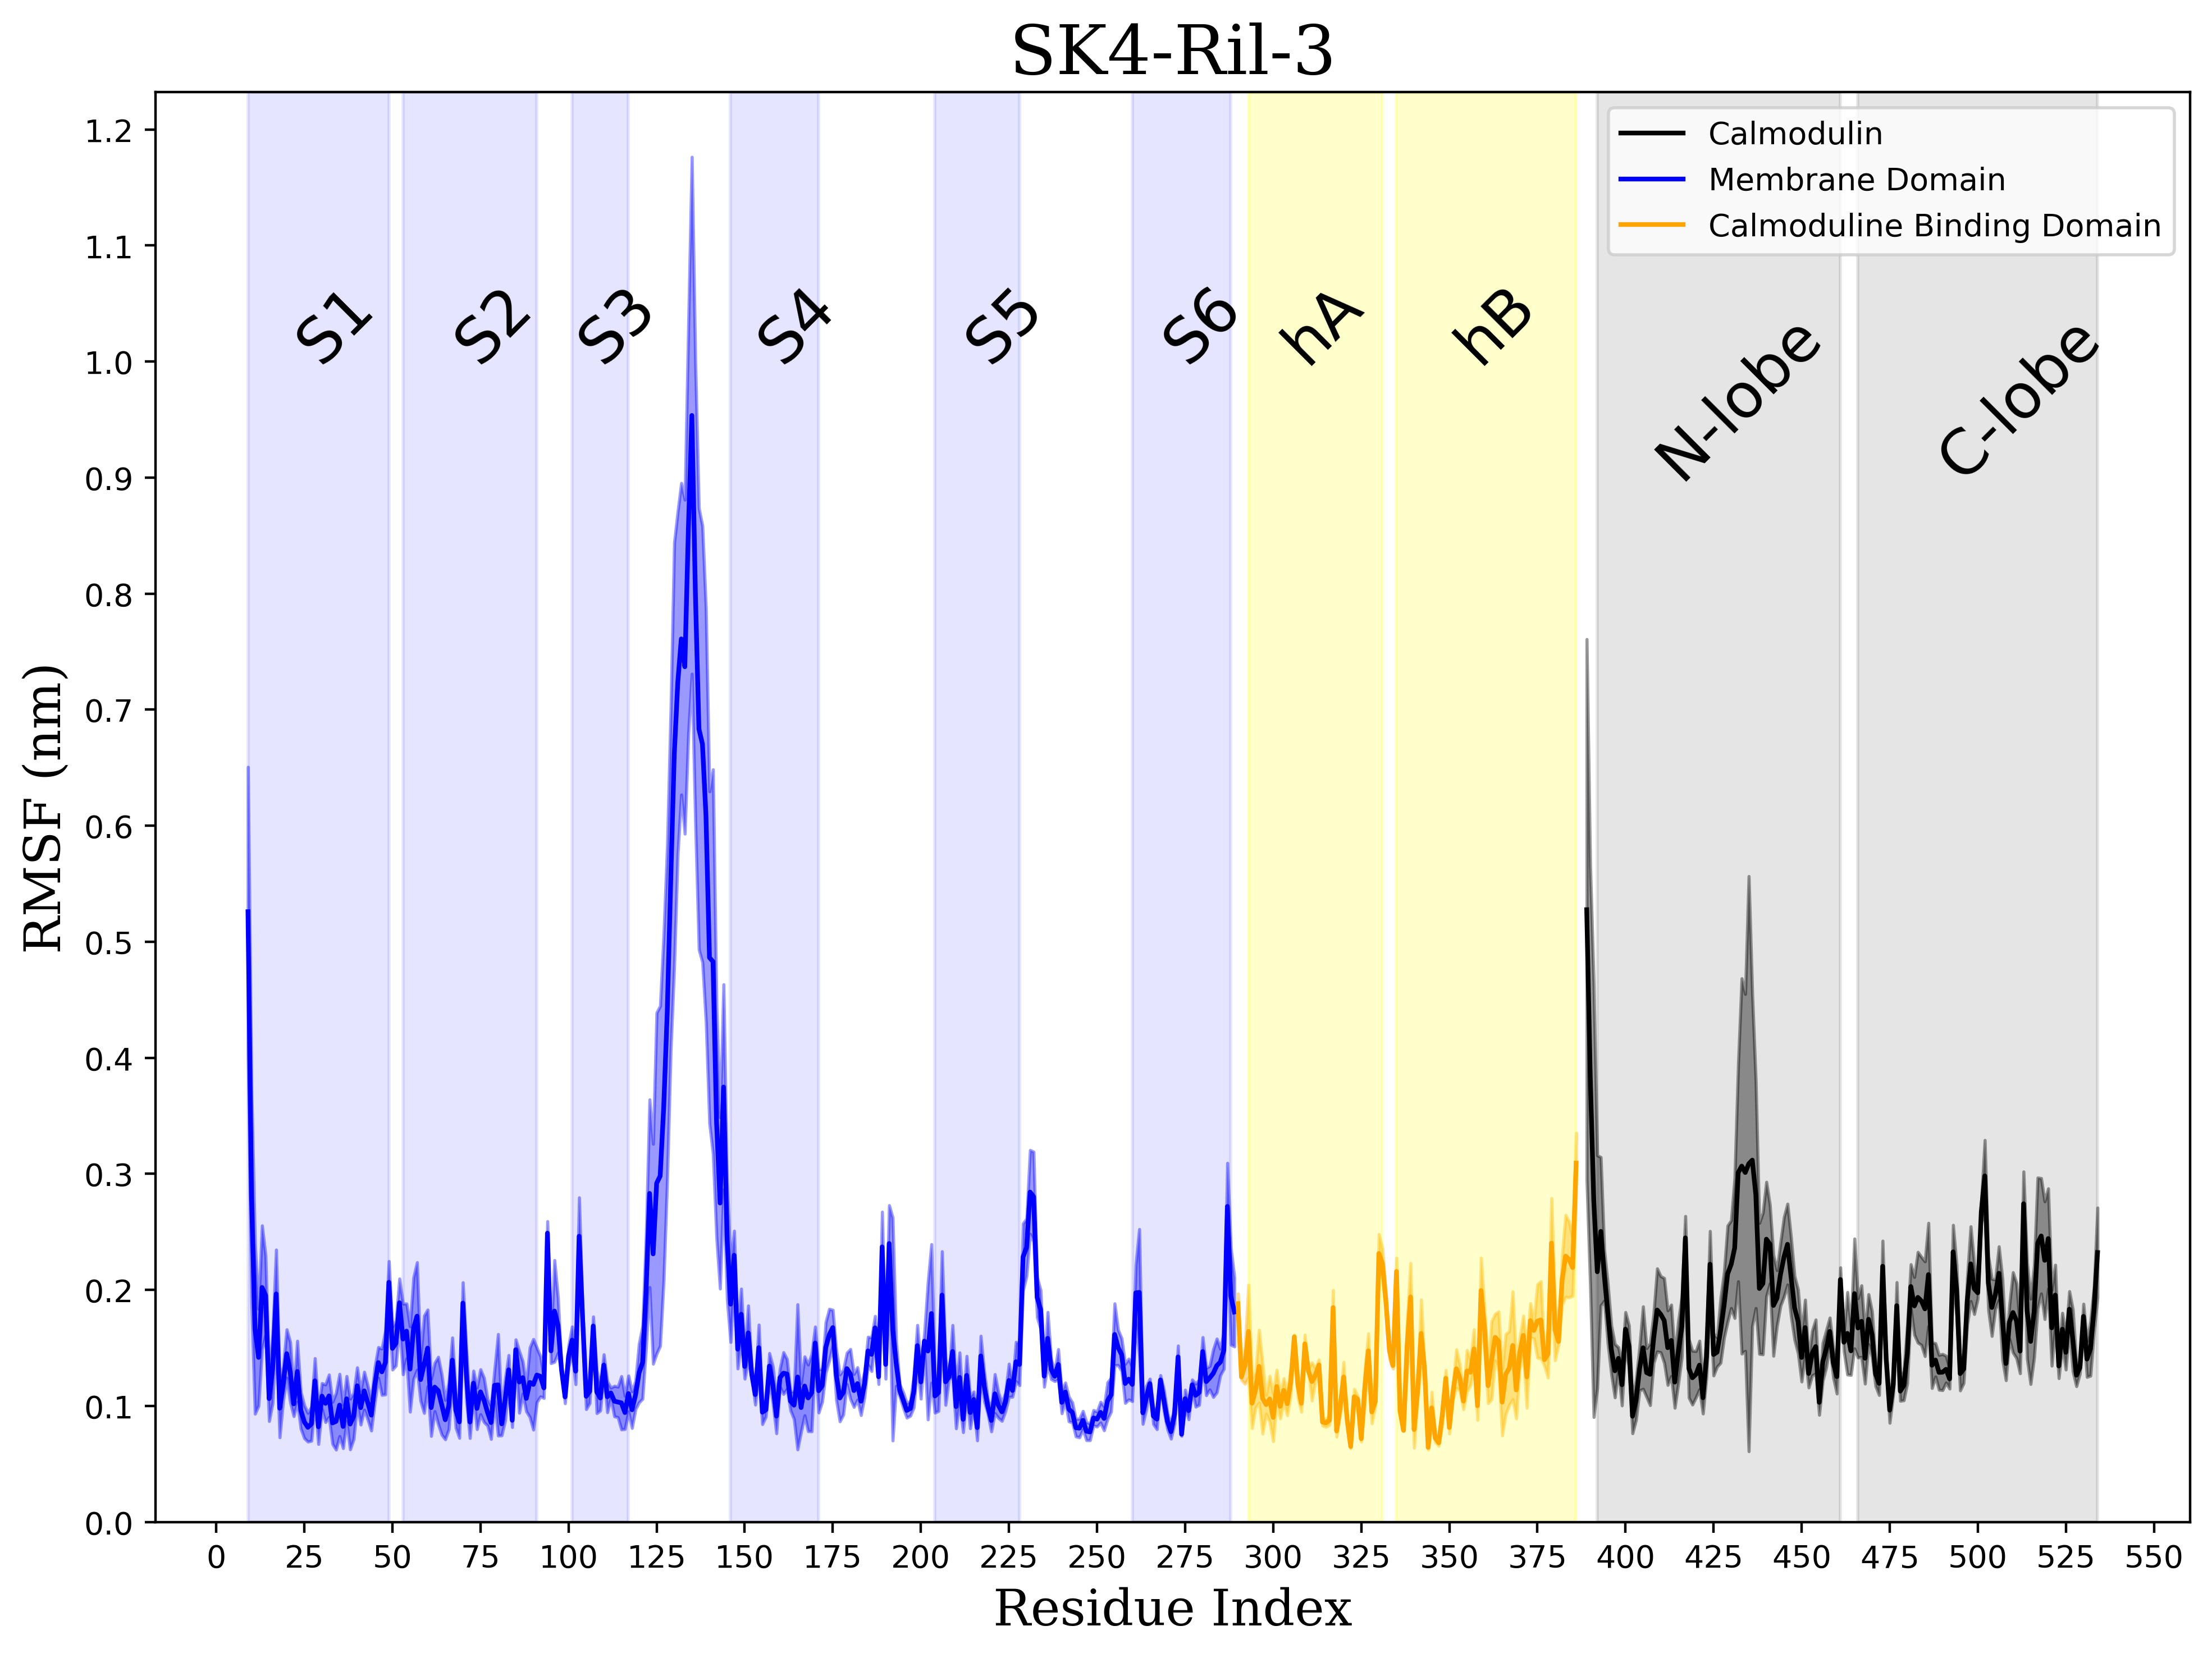 SK4-Ril-3
Calmodulin
Membrane Domain
Calmoduline Binding Domain
S1
S2
S3
S4
S5
S6
hA
hB
N-lobe
C-lobe
RMSF (nm)
1.2
1.1
1.0
0.9
0.8
0.7
0.6
0.5
0.4
0.3
0.2
0.1
0.0
0 25 50 75 100 125 150 175 200 225 250 275 300 325 350 375 400 425 450 475 500 525 550
Residue Index